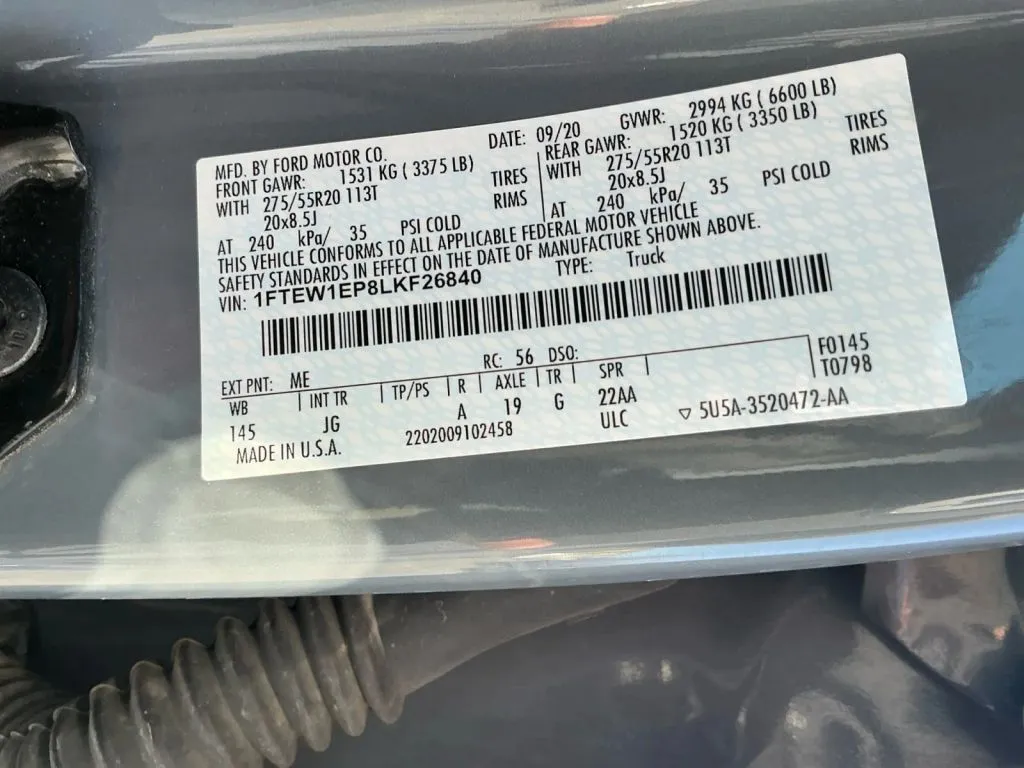 MFD. BY FORD MOTOR CO. DATE: 09/20 GVWR: 2994 KG ( 6600 LB)
FRONT GAWR: 1531 KG ( 3375 LB) REAR GAWR: 1520 KG ( 3350 LB)
WITH 275/55R20 113T TIRES WITH 275/55R20 113T TIRES
20x8.5J RIMS 20x8.5J RIMS
AT 240 kPa/ 35 PSI COLD AT 240 kPa/ 35 PSI COLD
THIS VEHICLE CONFORMS TO ALL APPLICABLE FEDERAL MOTOR VEHICLE
SAFETY STANDARDS IN EFFECT ON THE DATE OF MANUFACTURE SHOWN ABOVE.
VIN: 1FTEW1EP8LKF26840 TYPE: Truck
EXT PNT: ME RC: 56 DSO: F0145
WB INT TR TP/PS R AXLE TR SPR T0798
145 JG A 19 G 22AA
MADE IN U.S.A. 2202009102458 ULC ▽ 5U5A-3520472-AA